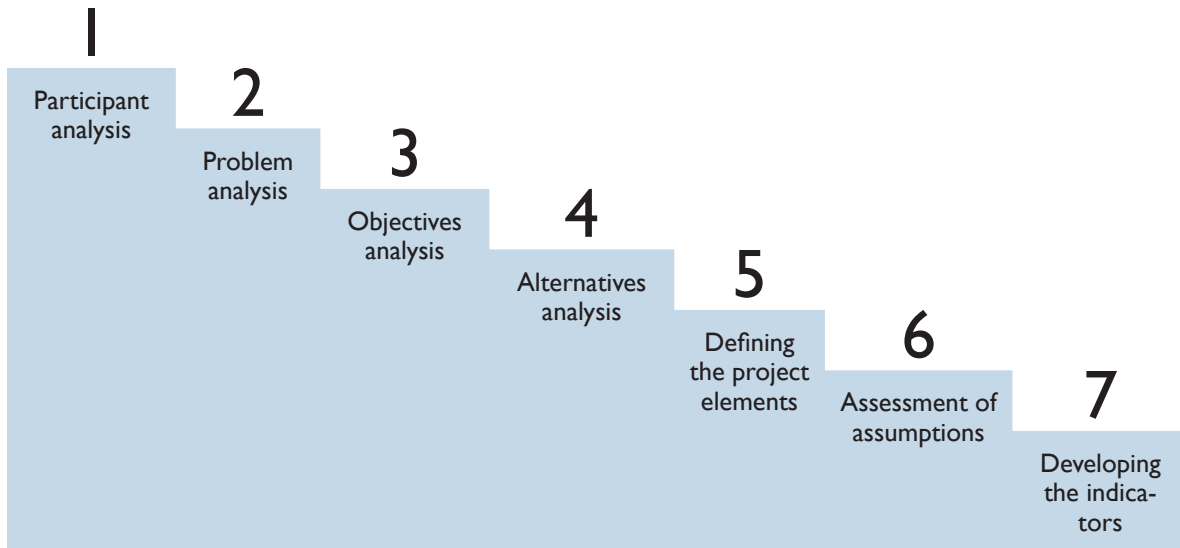 1
Participant
analysis
2
Problem
analysis
3
Objectives
analysis
4
Alternatives
analysis
5
Defining
the project
elements
6
Assessment of
assumptions
7
Developing
the indica-
tors